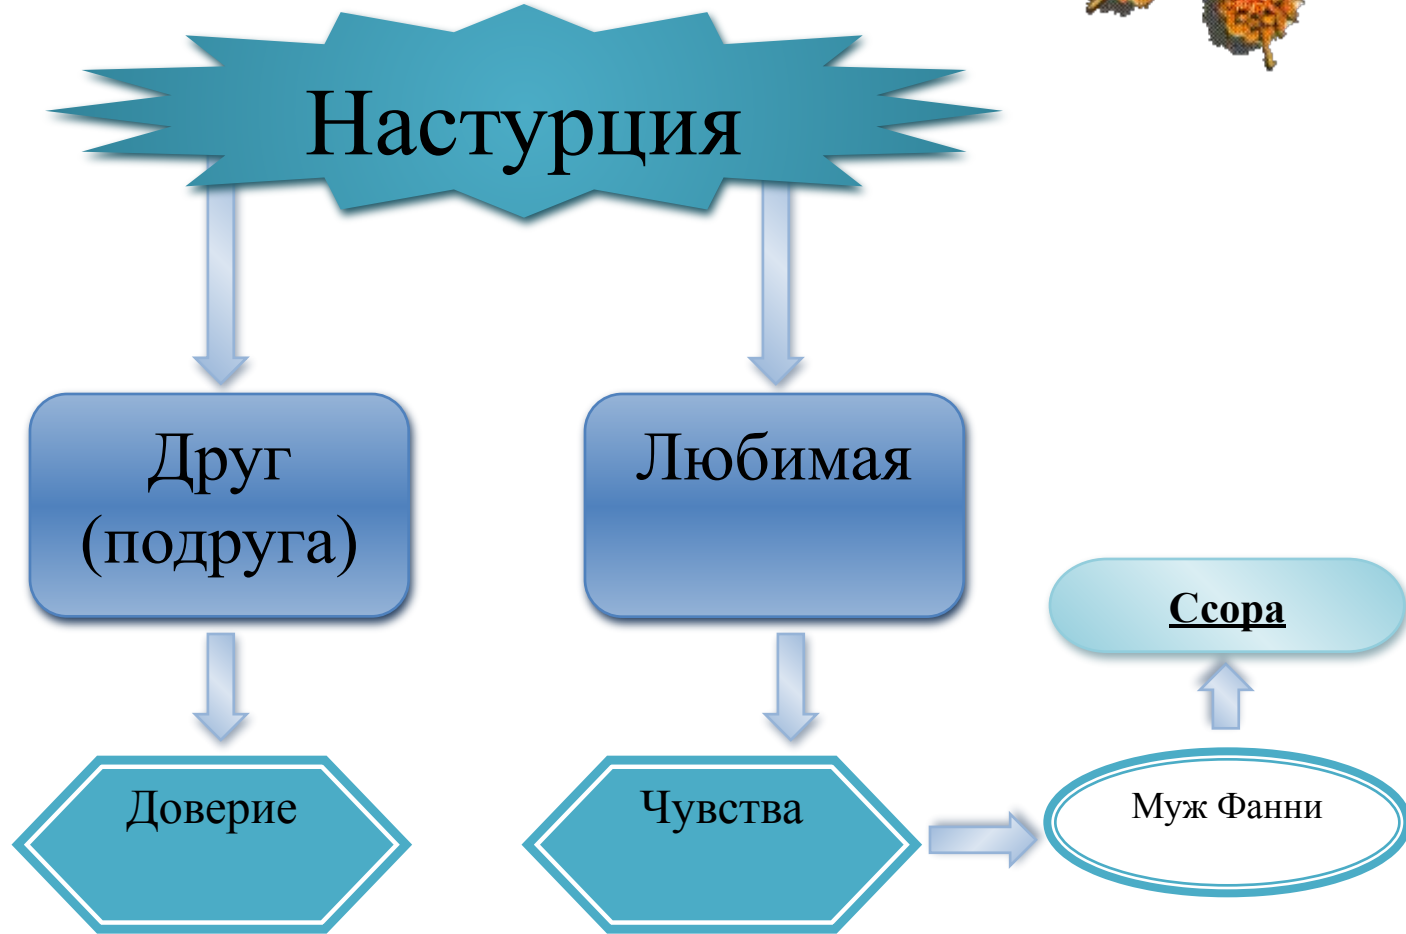 Настурция
Друг
(подруга)
Любимая
Ссора
Доверие
Чувства
Муж Фанни